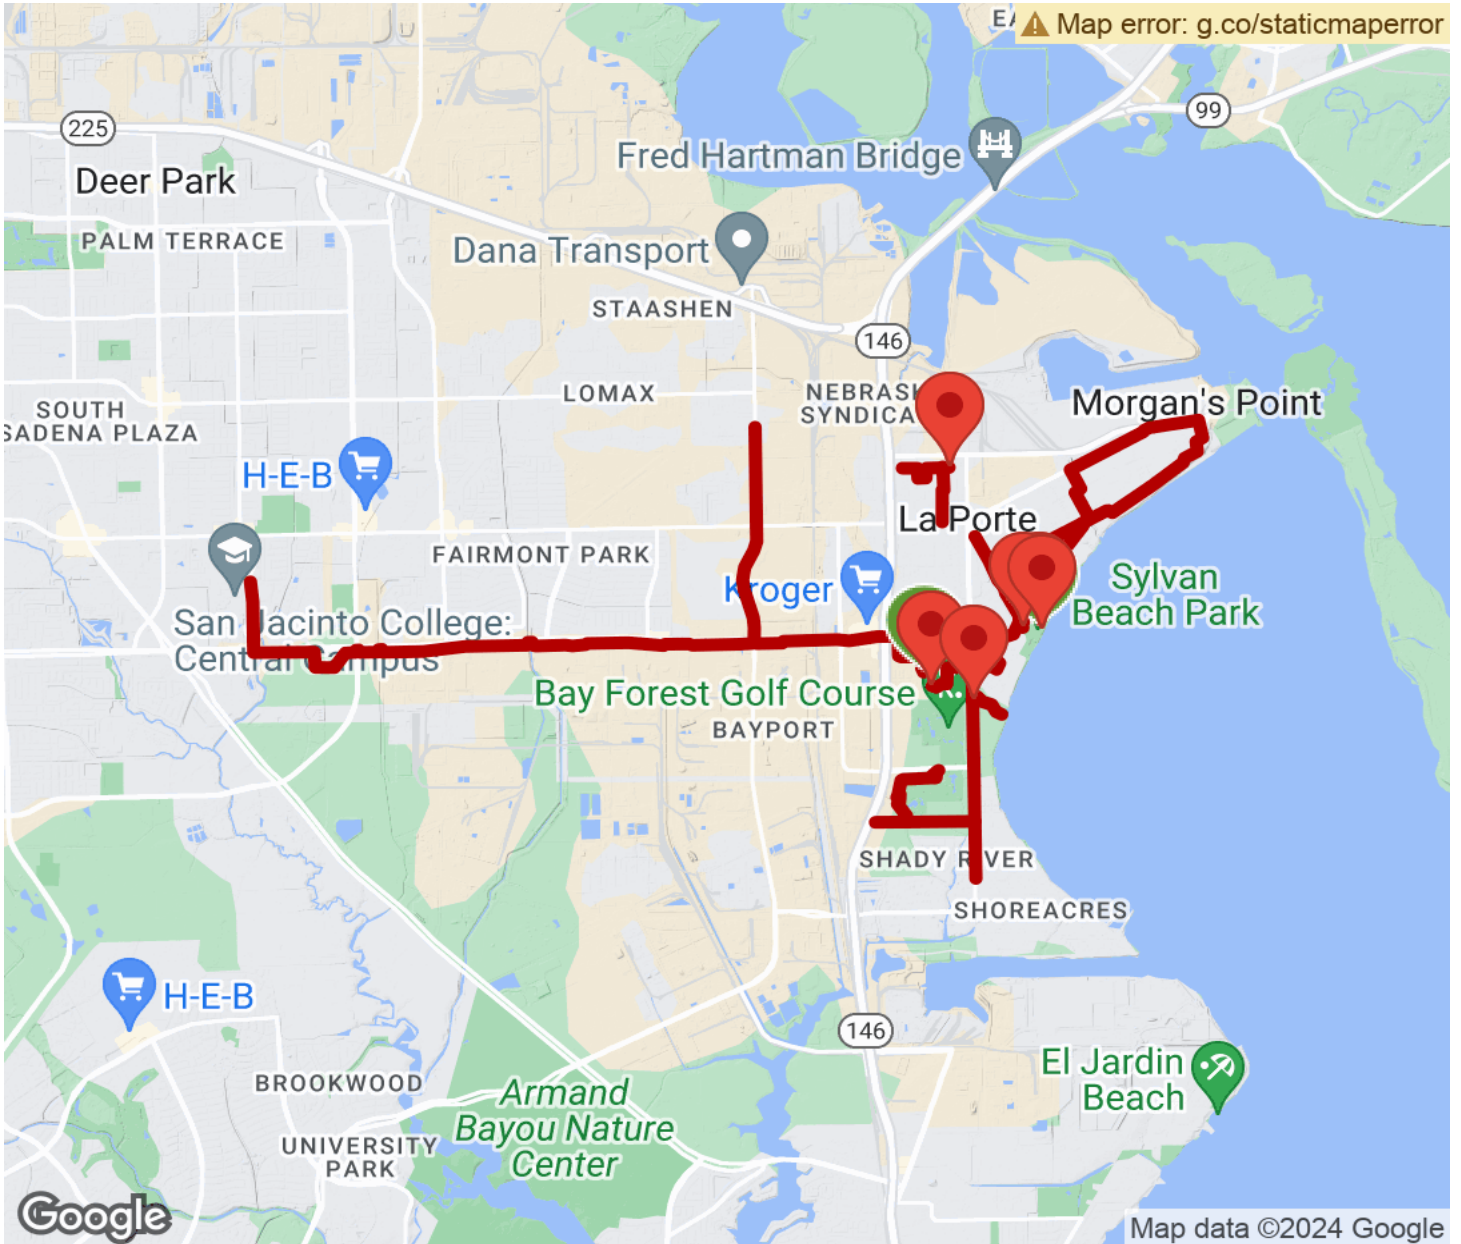 EA
Map error: g.co/staticmaperror
225
99
Fred Hartman Bridge
Deer Park
PALM TERRACE
Dana Transport
STAASHEN
146
LOMAX
NEBRASK
SYNDICA
Morgan's Point
SOUTH
SADENA PLAZA
H-E-B
La Porte
FAIRMONT PARK
Kroger
Sylvan
Beach Park
San Jacinto College:
Central Campus
Bay Forest Golf Course
BAYPORT
SHADY RIVER
SHOREACRES
H-E-B
146
El Jardin
Beach
BROOKWOOD
Armand
Bayou Nature
Center
UNIVERSITY
PARK
Google
Map data ©2024 Google